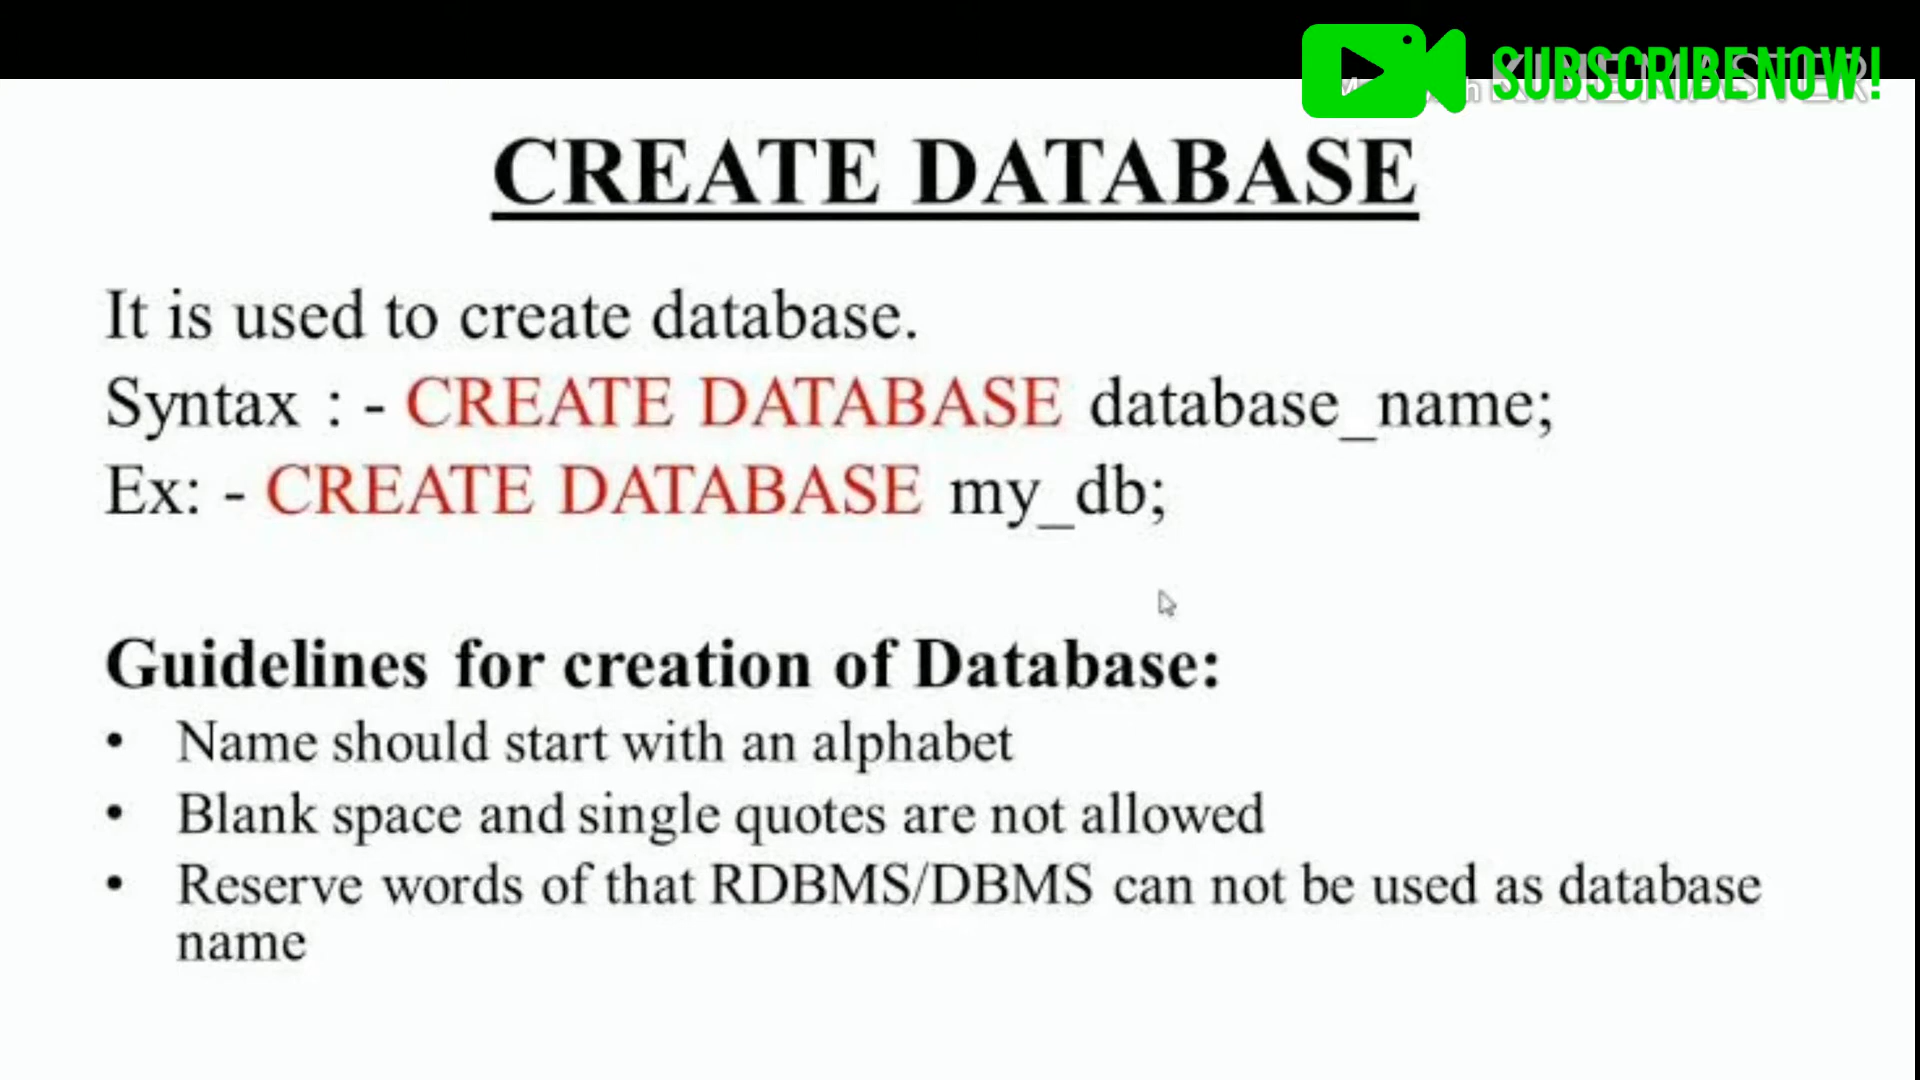 SUBSCRIBE NOW!
CREATE DATABASE
It is used to create database.
Syntax : - CREATE DATABASE database_name;
Ex: - CREATE DATABASE my_db;
Guidelines for creation of Database:
• Name should start with an alphabet
• Blank space and single quotes are not allowed
• Reserve words of that RDBMS/DBMS can not be used as database
name